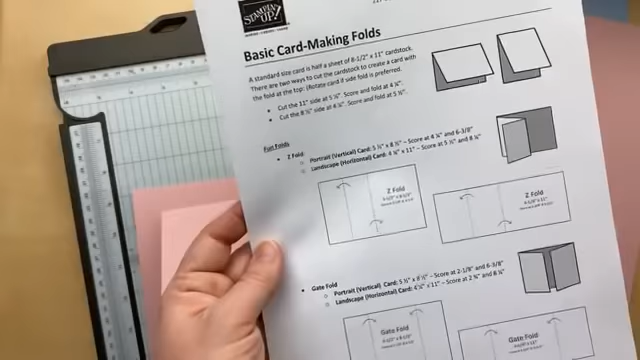 STAMPIN' UP!
Basic Card-Making Folds
A standard size card is half a sheet of 8-1/2" x 11" cardstock.
There are two ways to cut the cardstock to create a card with
the fold at the top: (Rotate card if side fold is preferred.
• Cut the 11" side at 5 ½". Score and fold at 4 ¼".
• Cut the 8 ½" side at 4 ¼". Score and fold at 5 ½".
Fun Folds
• Z Fold:
○ Portrait (Vertical) Card: 5 ½" x 8 ½" – Score at 4 ¼" and 6-3/8"
○ Landscape (Horizontal) Card: 4 ¼" x 11" – Score at 5 ½" and 8 ¼"
Z Fold
Z Fold
• Gate Fold
○ Portrait (Vertical) Card: 5 ½" x 8 ½" – Score at 2-1/8" and 6-3/8"
○ Landscape (Horizontal) Card: 4 ¼" x 11" – Score at 2 ¾" and 8 ¼"
Gate Fold
Gate Fold